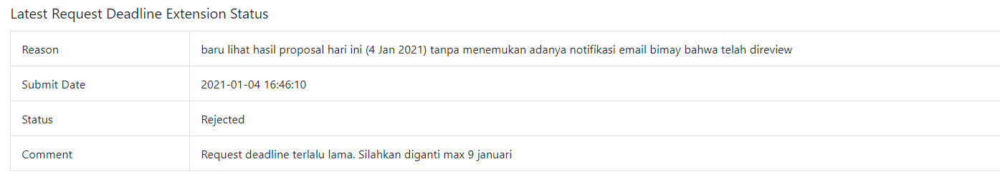 Latest Request Deadline Extension Status
Reason baru lihat hasil proposal hari ini (4 Jan 2021) tanpa menemukan adanya notifikasi email bimay bahwa telah direview
Submit Date 2021-01-04 16:46:10
Status Rejected
Comment Request deadline terlalu lama. Silahkan diganti max 9 januari